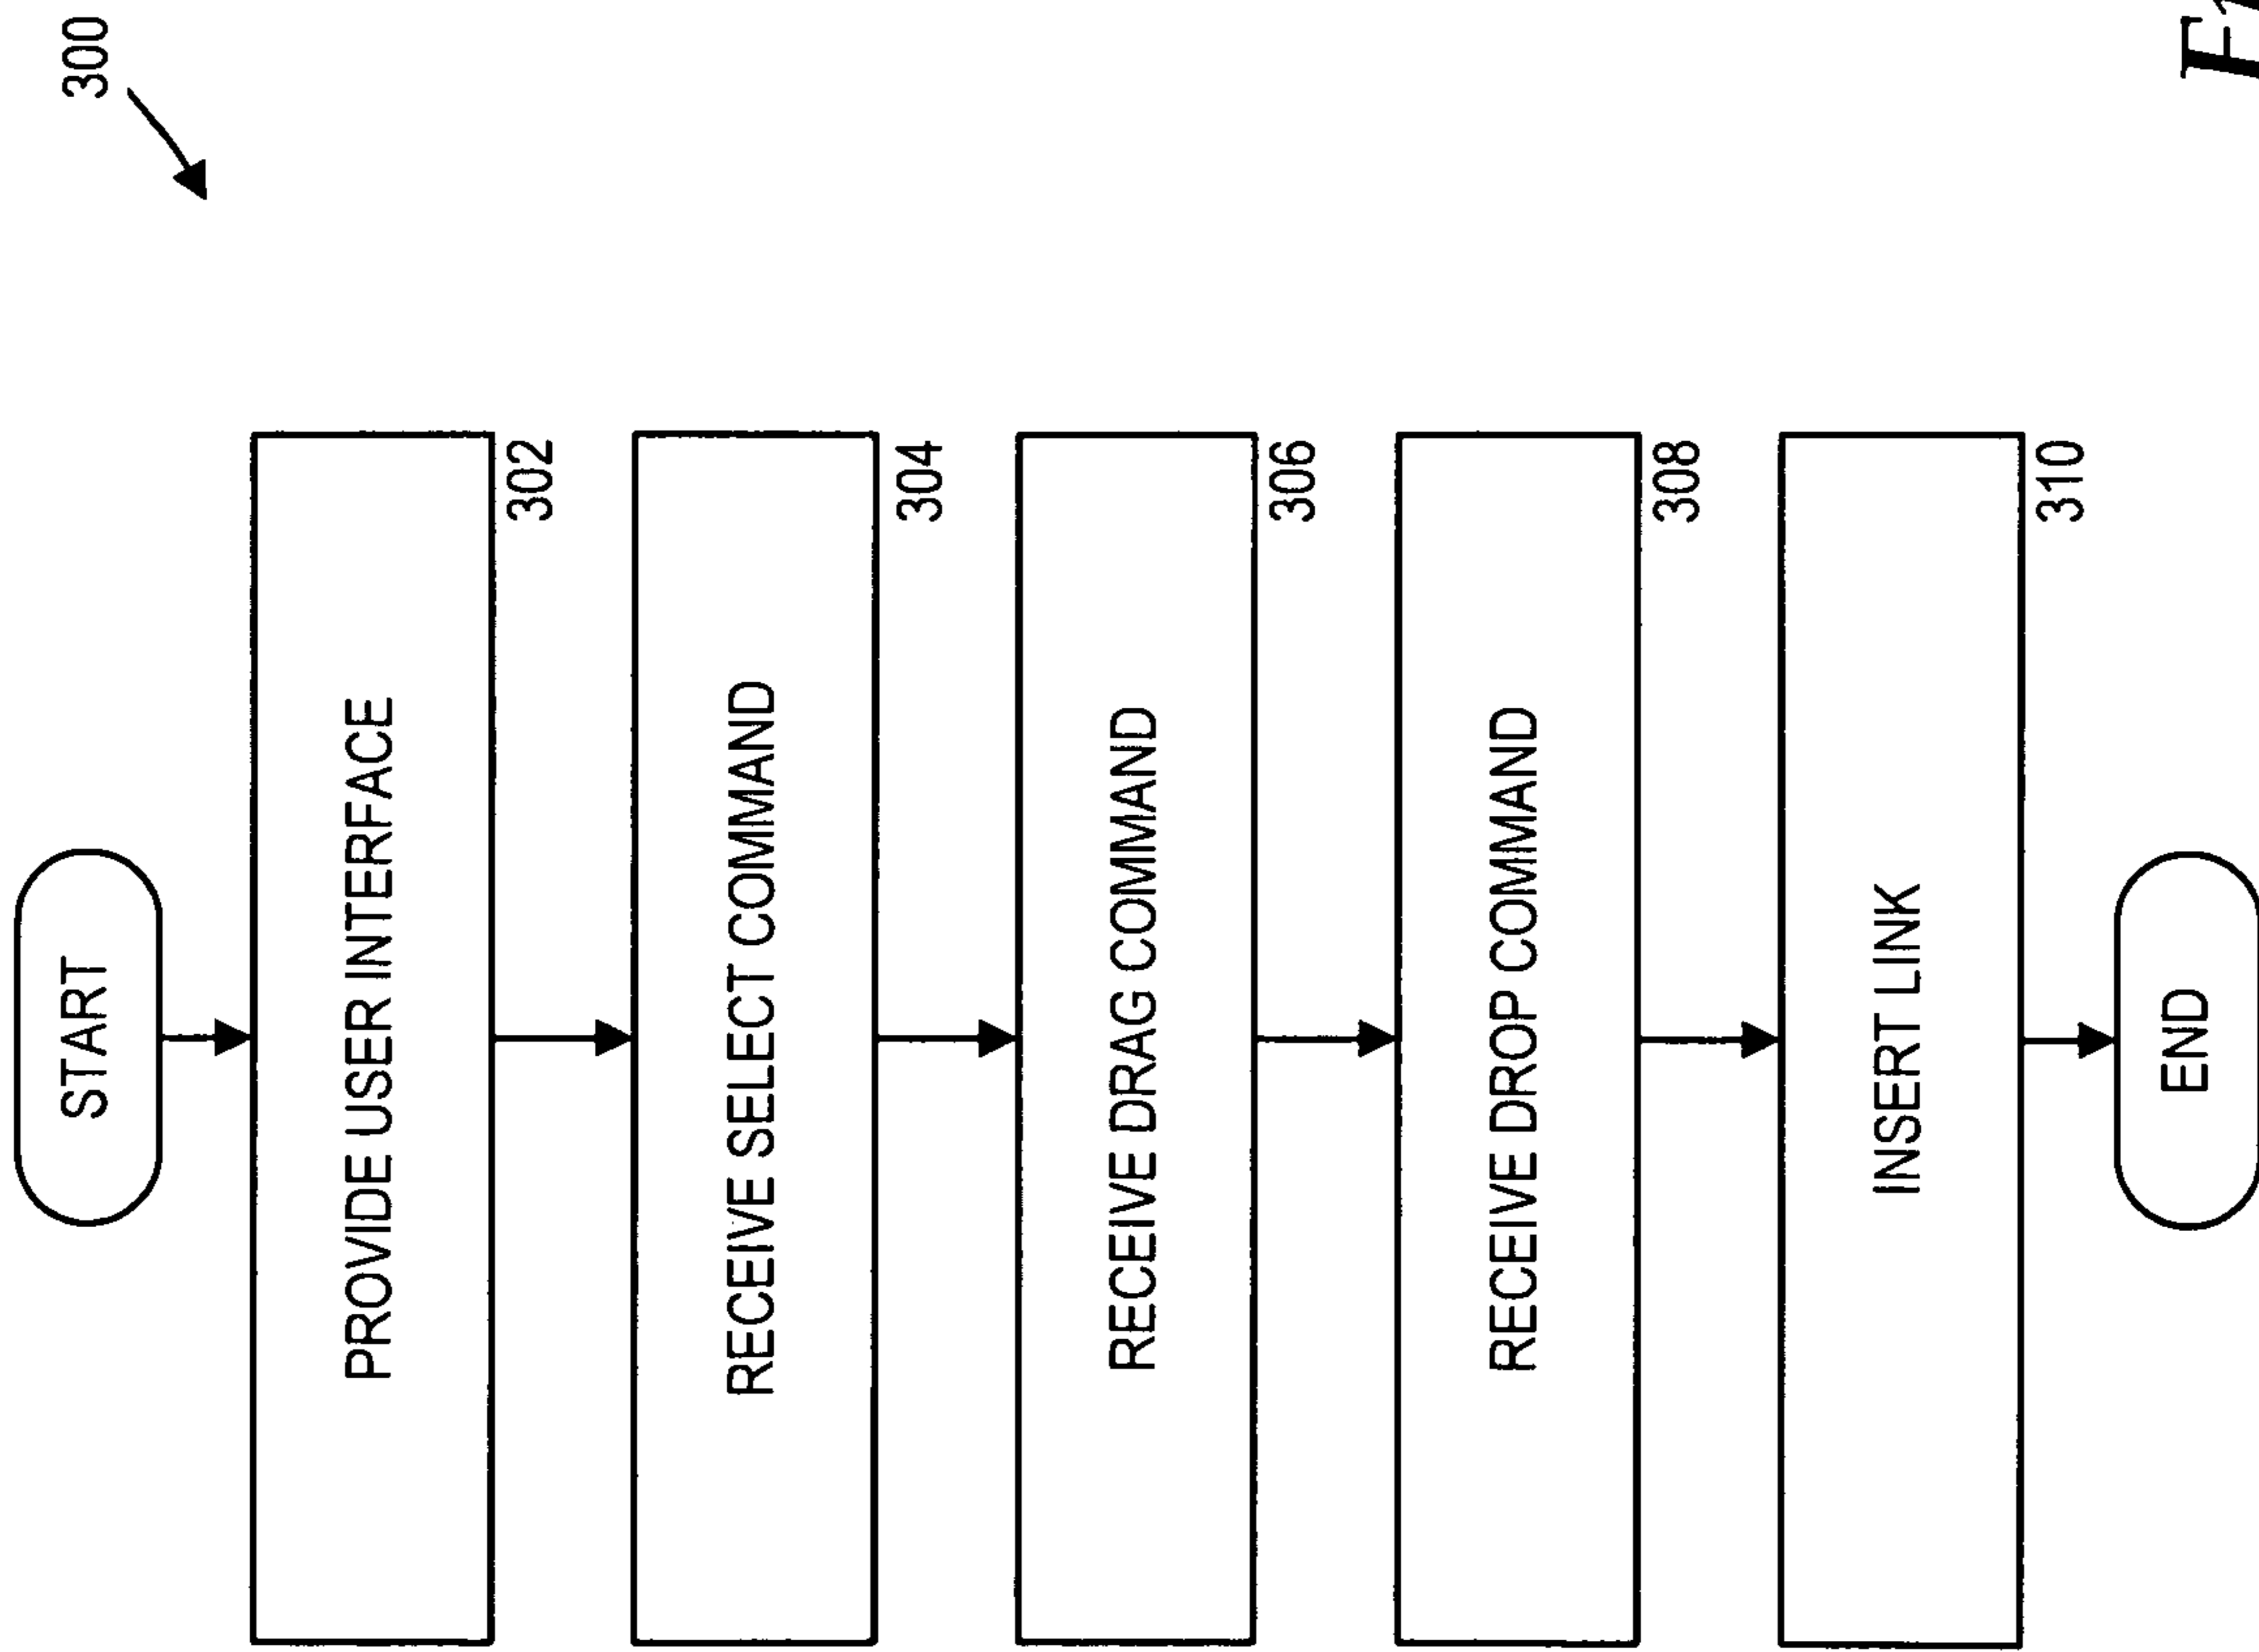 300
START
PROVIDE USER INTERFACE
302
RECEIVE SELECT COMMAND
304
RECEIVE DRAG COMMAND
306
RECEIVE DROP COMMAND
308
INSERT LINK
310
END